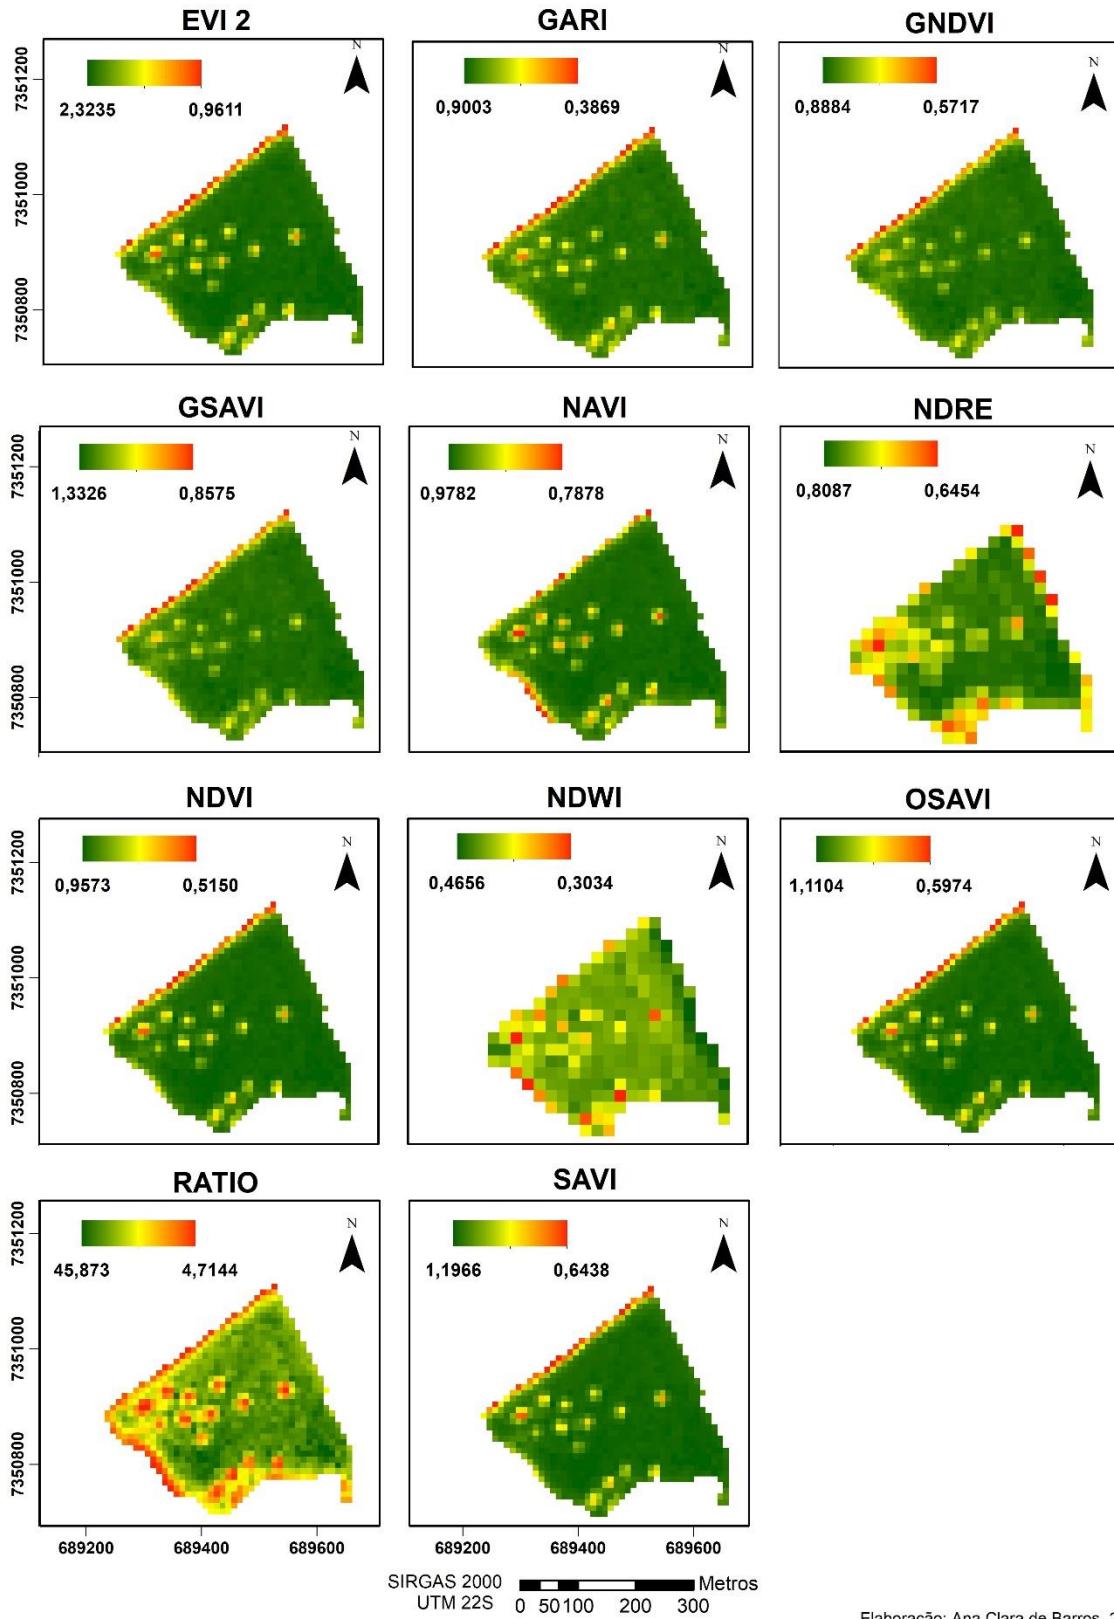 EVI 2 GARI GNDVI
N N N
7351200
2,3235 0,9611 0,9003 0,3869 0,8884 0,5717
7351000
7350800
GSAVI NAVI NDRE
N N N
7351200
1,3326 0,8575 0,9782 0,7878 0,8087 0,6454
7351000
7350800
NDVI NDWI OSAVI
N N N
7351200
0,9573 0,5150 0,4656 0,3034 1,1104 0,5974
7351000
7350800
RATIO SAVI
N N
7351200
45,873 4,7144 1,1966 0,6438
7351000
7350800
689200 689400 689600 689200 689400 689600
SIRGAS 2000 Metros
UTM 22S 0 50 100 200 300
Elaboração: Ana Clara de Barros